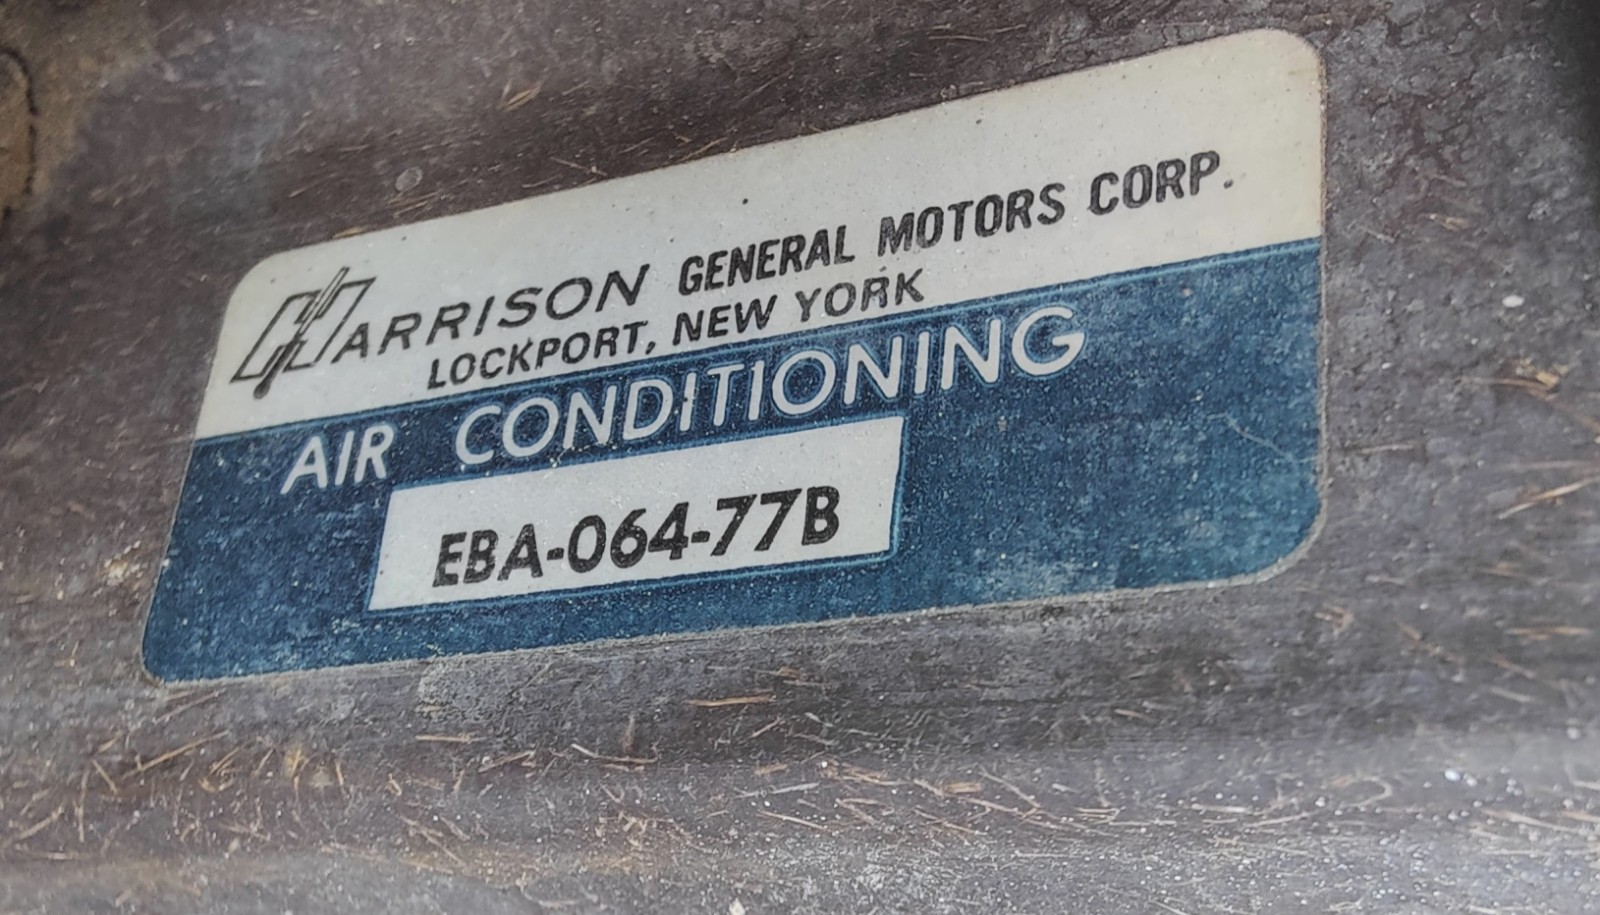 HARRISON GENERAL MOTORS CORP.
LOCKPORT, NEW YORK
AIR CONDITIONING
EBA-064-77B